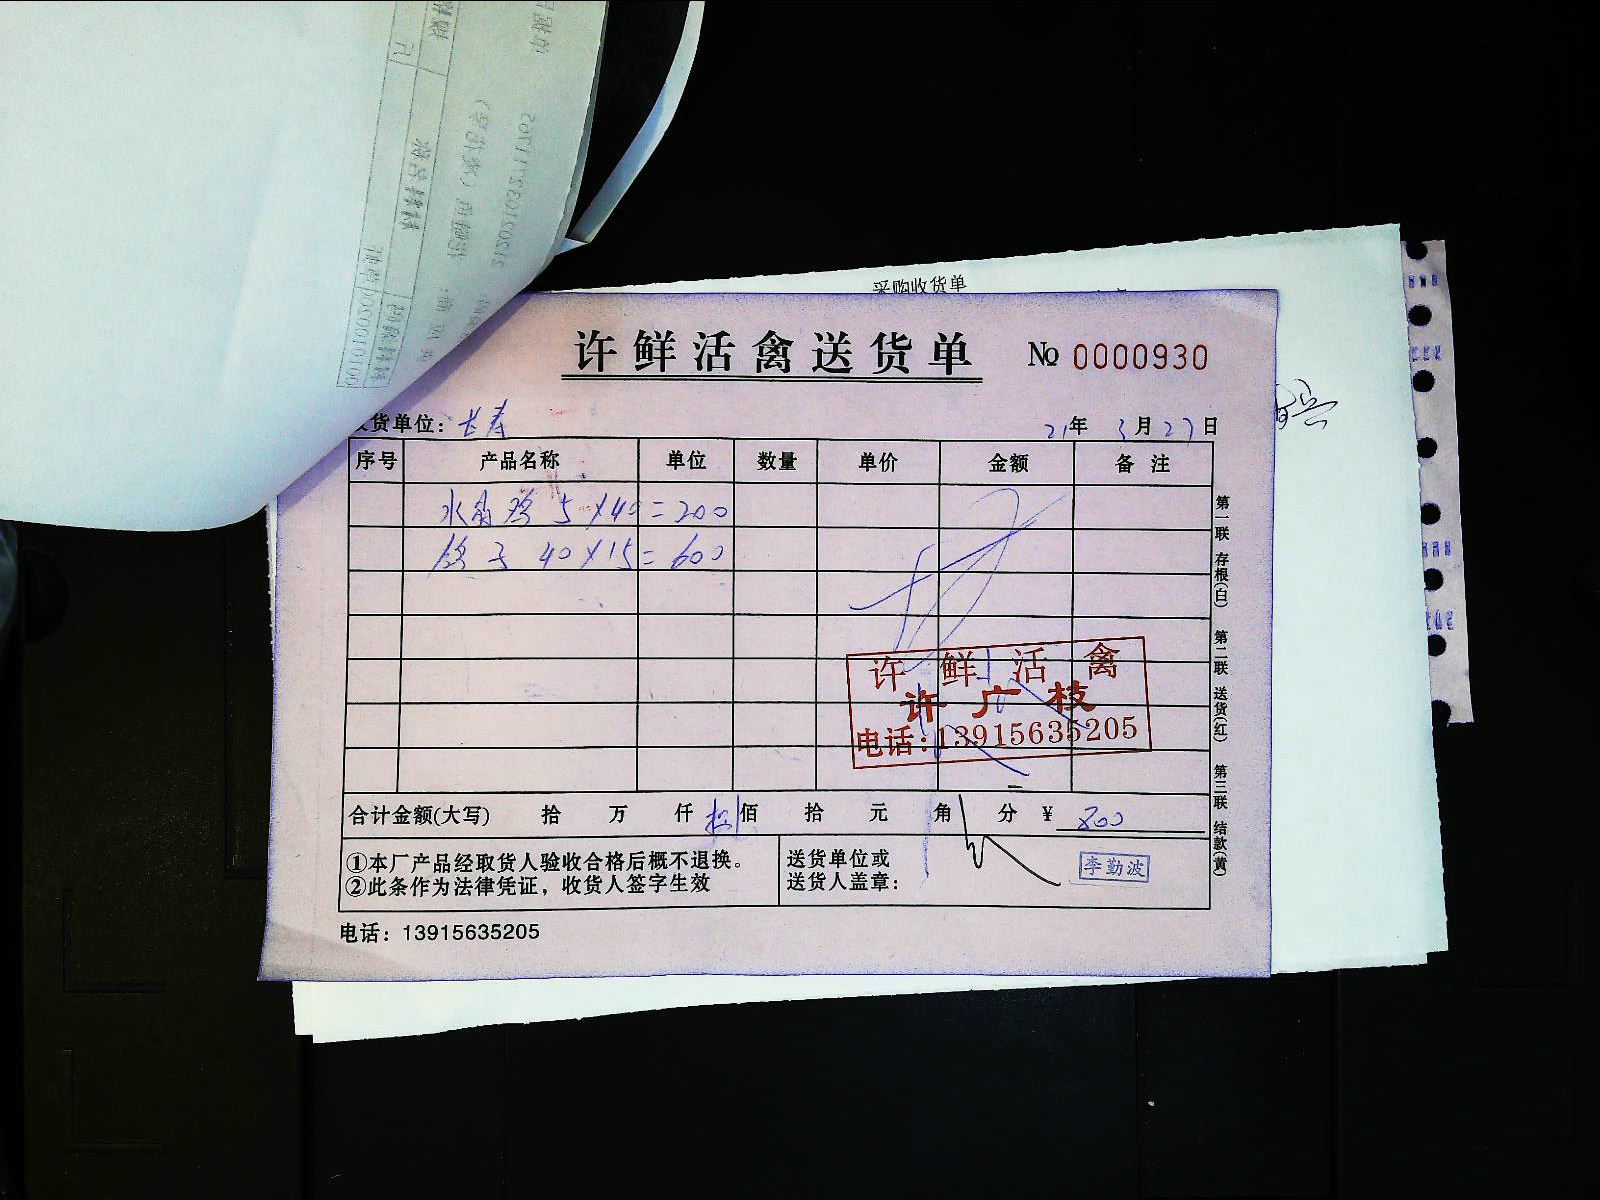 采购收货单
许鲜活禽送货单 № 0000930
货单位: 长寿 21年 3月27日
序号 产品名称 单位 数量 单价 金额 备注
水 鸡 5×40=200
鸽子 40×15=600
许鲜活禽
许广枝
电话:13915635205
合计金额(大写) 拾 万 仟 捌佰 拾 元 角 分 ¥ 800
①本厂产品经取货人验收合格后概不退换。
②此条作为法律凭证，收货人签字生效
送货单位或
送货人盖章:
李勤波
电话: 13915635205
第一联 存根(白) 第二联 送货(红) 第三联 结款(黄)